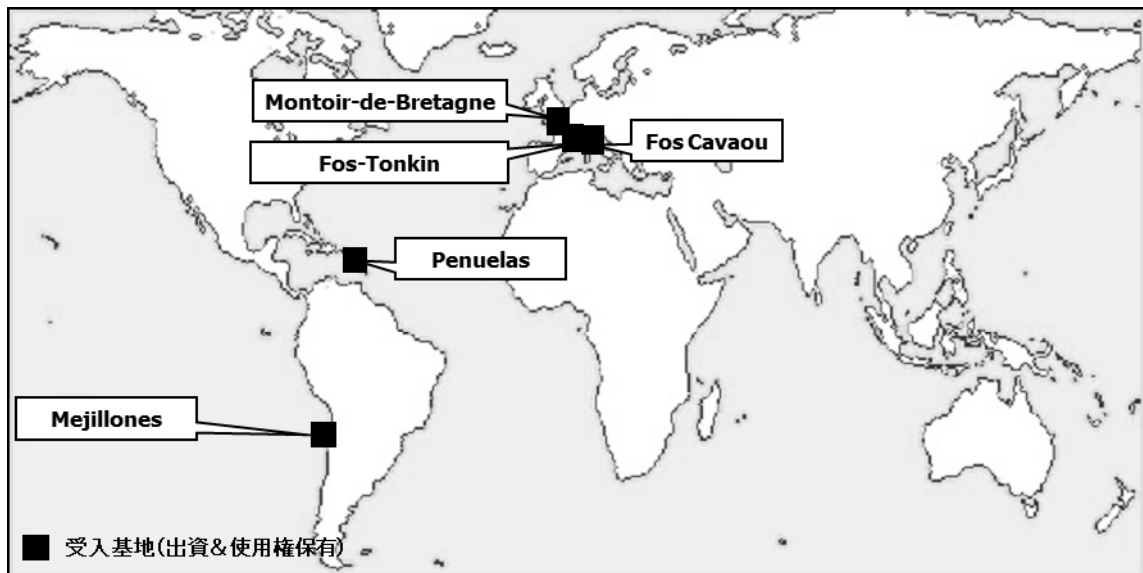 Montoir-de-Bretagne
Fos-Tonkin
Fos Cavaou
Penuelas
Mejillones
受入基地(出資&使用権保有)